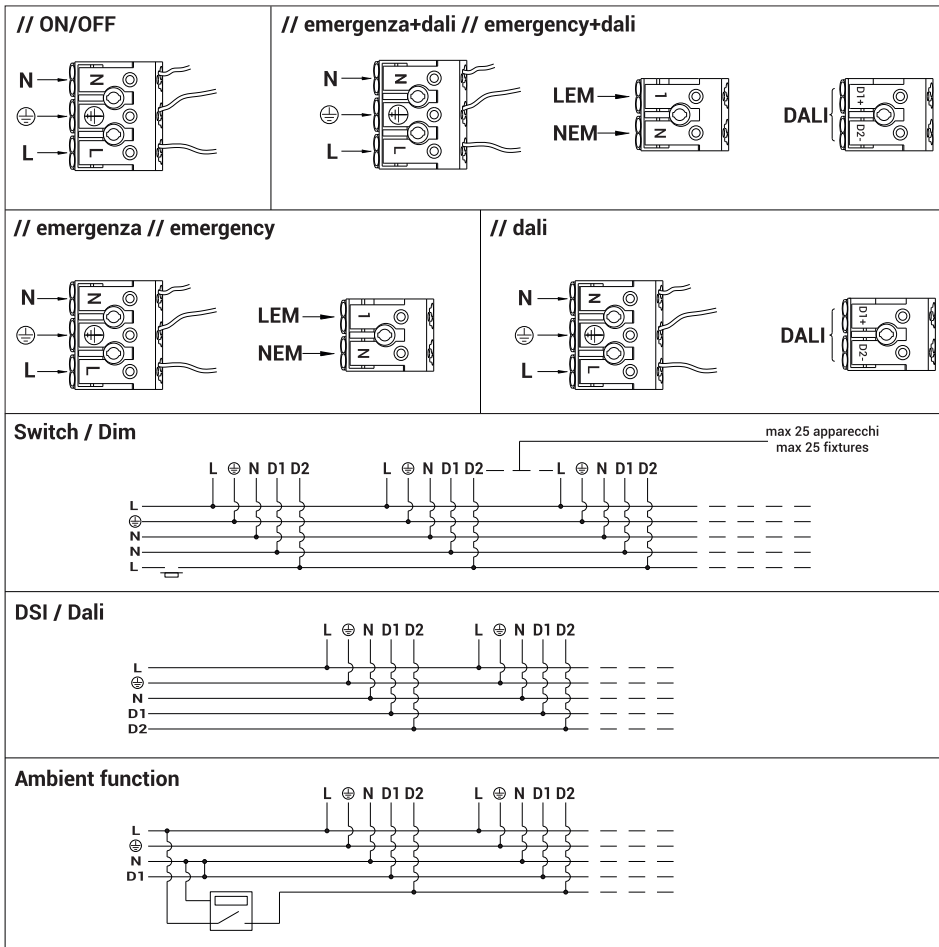 // ON/OFF
N
N
L
L
// emergenza+dali // emergency+dali
N
N
L
L
LEM
1
NEM
N
DALI
D1+
D2-
// emergenza // emergency
N
N
L
L
LEM
1
NEM
N
// dali
N
N
L
L
DALI
D1+
D2-
Switch / Dim
max 25 apparecchi
max 25 fixtures
L N D1 D2 L N D1 D2 L N D1 D2
L
N
N
L
DSI / Dali
L N D1 D2 L N D1 D2
L
N
D1
D2
Ambient function
L N D1 D2 L N D1 D2
L
N
D1